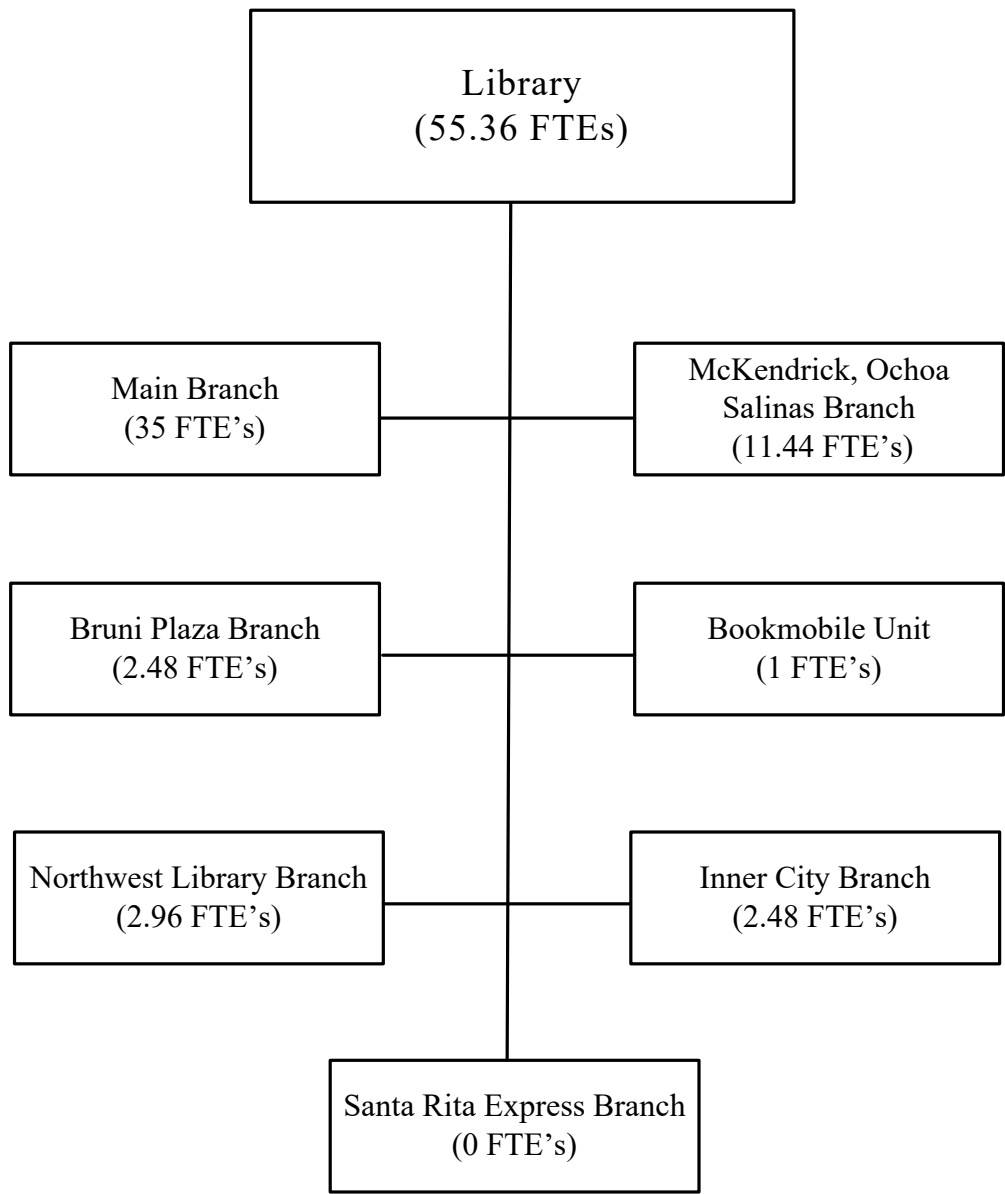 Library
(55.36 FTEs)
Main Branch
(35 FTE’s)
McKendrick, Ochoa
Salinas Branch
(11.44 FTE’s)
Bruni Plaza Branch
(2.48 FTE’s)
Bookmobile Unit
(1 FTE’s)
Northwest Library Branch
(2.96 FTE’s)
Inner City Branch
(2.48 FTE’s)
Santa Rita Express Branch
(0 FTE’s)